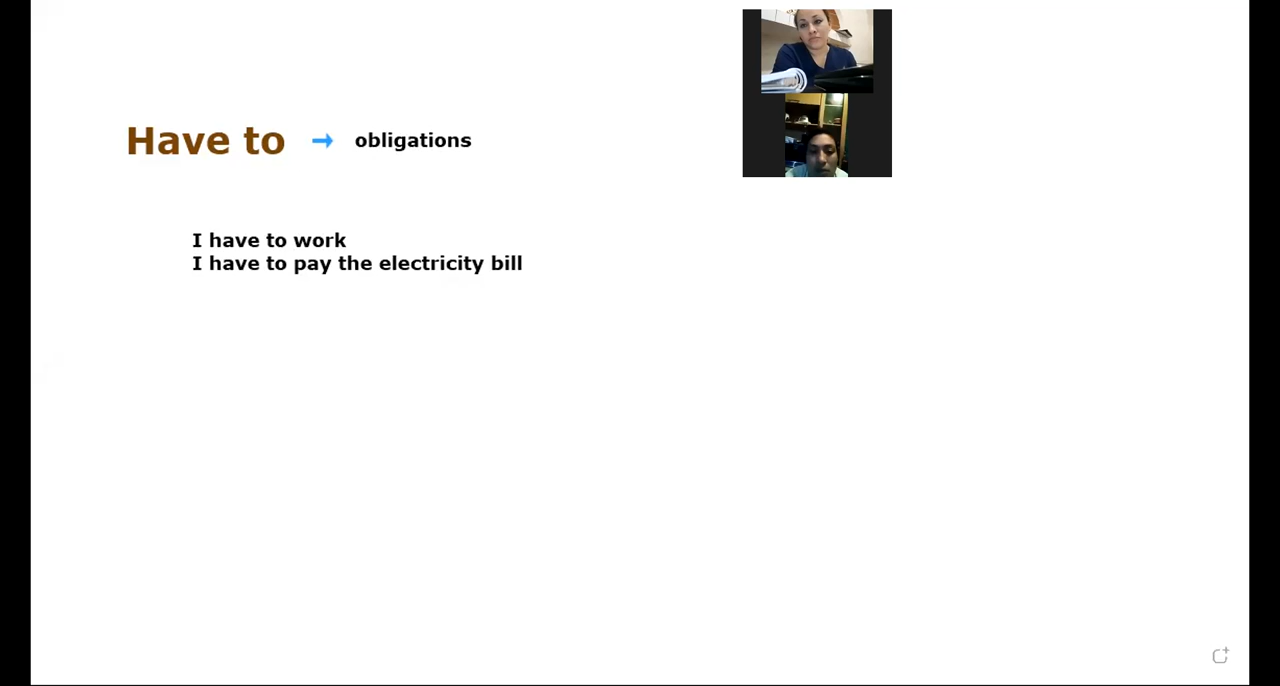 Have to → obligations
I have to work
I have to pay the electricity bill